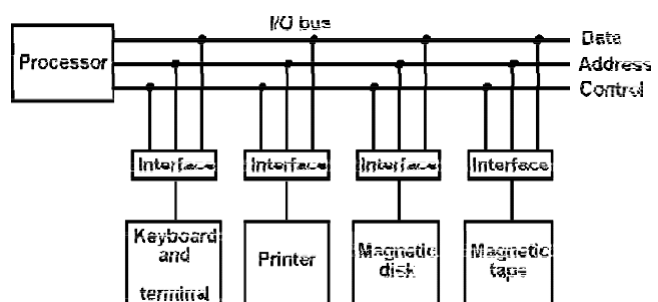 I/O bus
Data
Processor
Address
Control
Interface
Interface
Interface
Interface
Keyboard
and
terminal
Printer
Magnetic
disk
Magnetic
tape